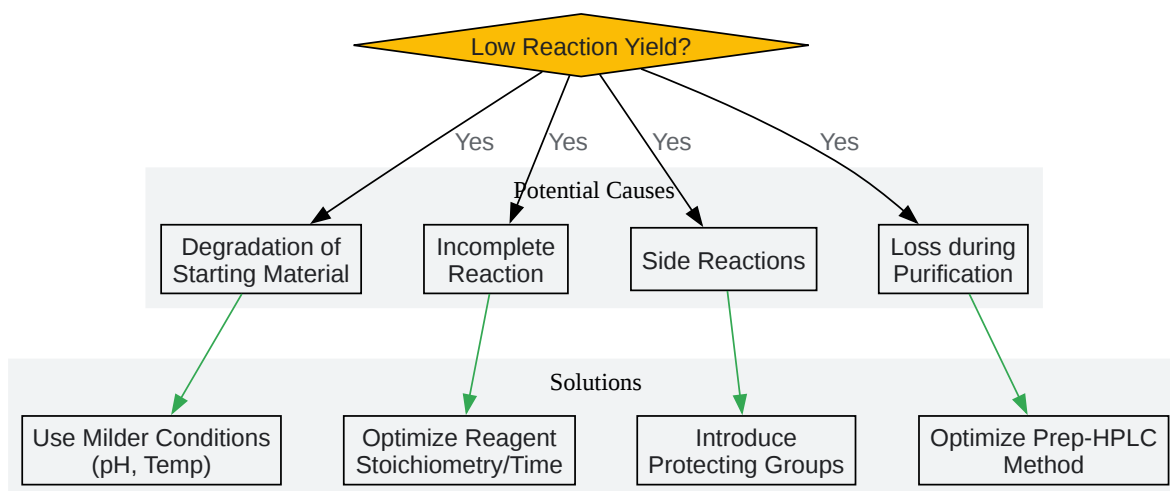 Low Reaction Yield?
Yes
Yes
Yes
Yes
Potential Causes
Degradation of
Starting Material
Incomplete
Reaction
Side Reactions
Loss during
Purification
Solutions
Use Milder Conditions
(pH, Temp)
Optimize Reagent
Stoichiometry/Time
Introduce
Protecting Groups
Optimize Prep-HPLC
Method